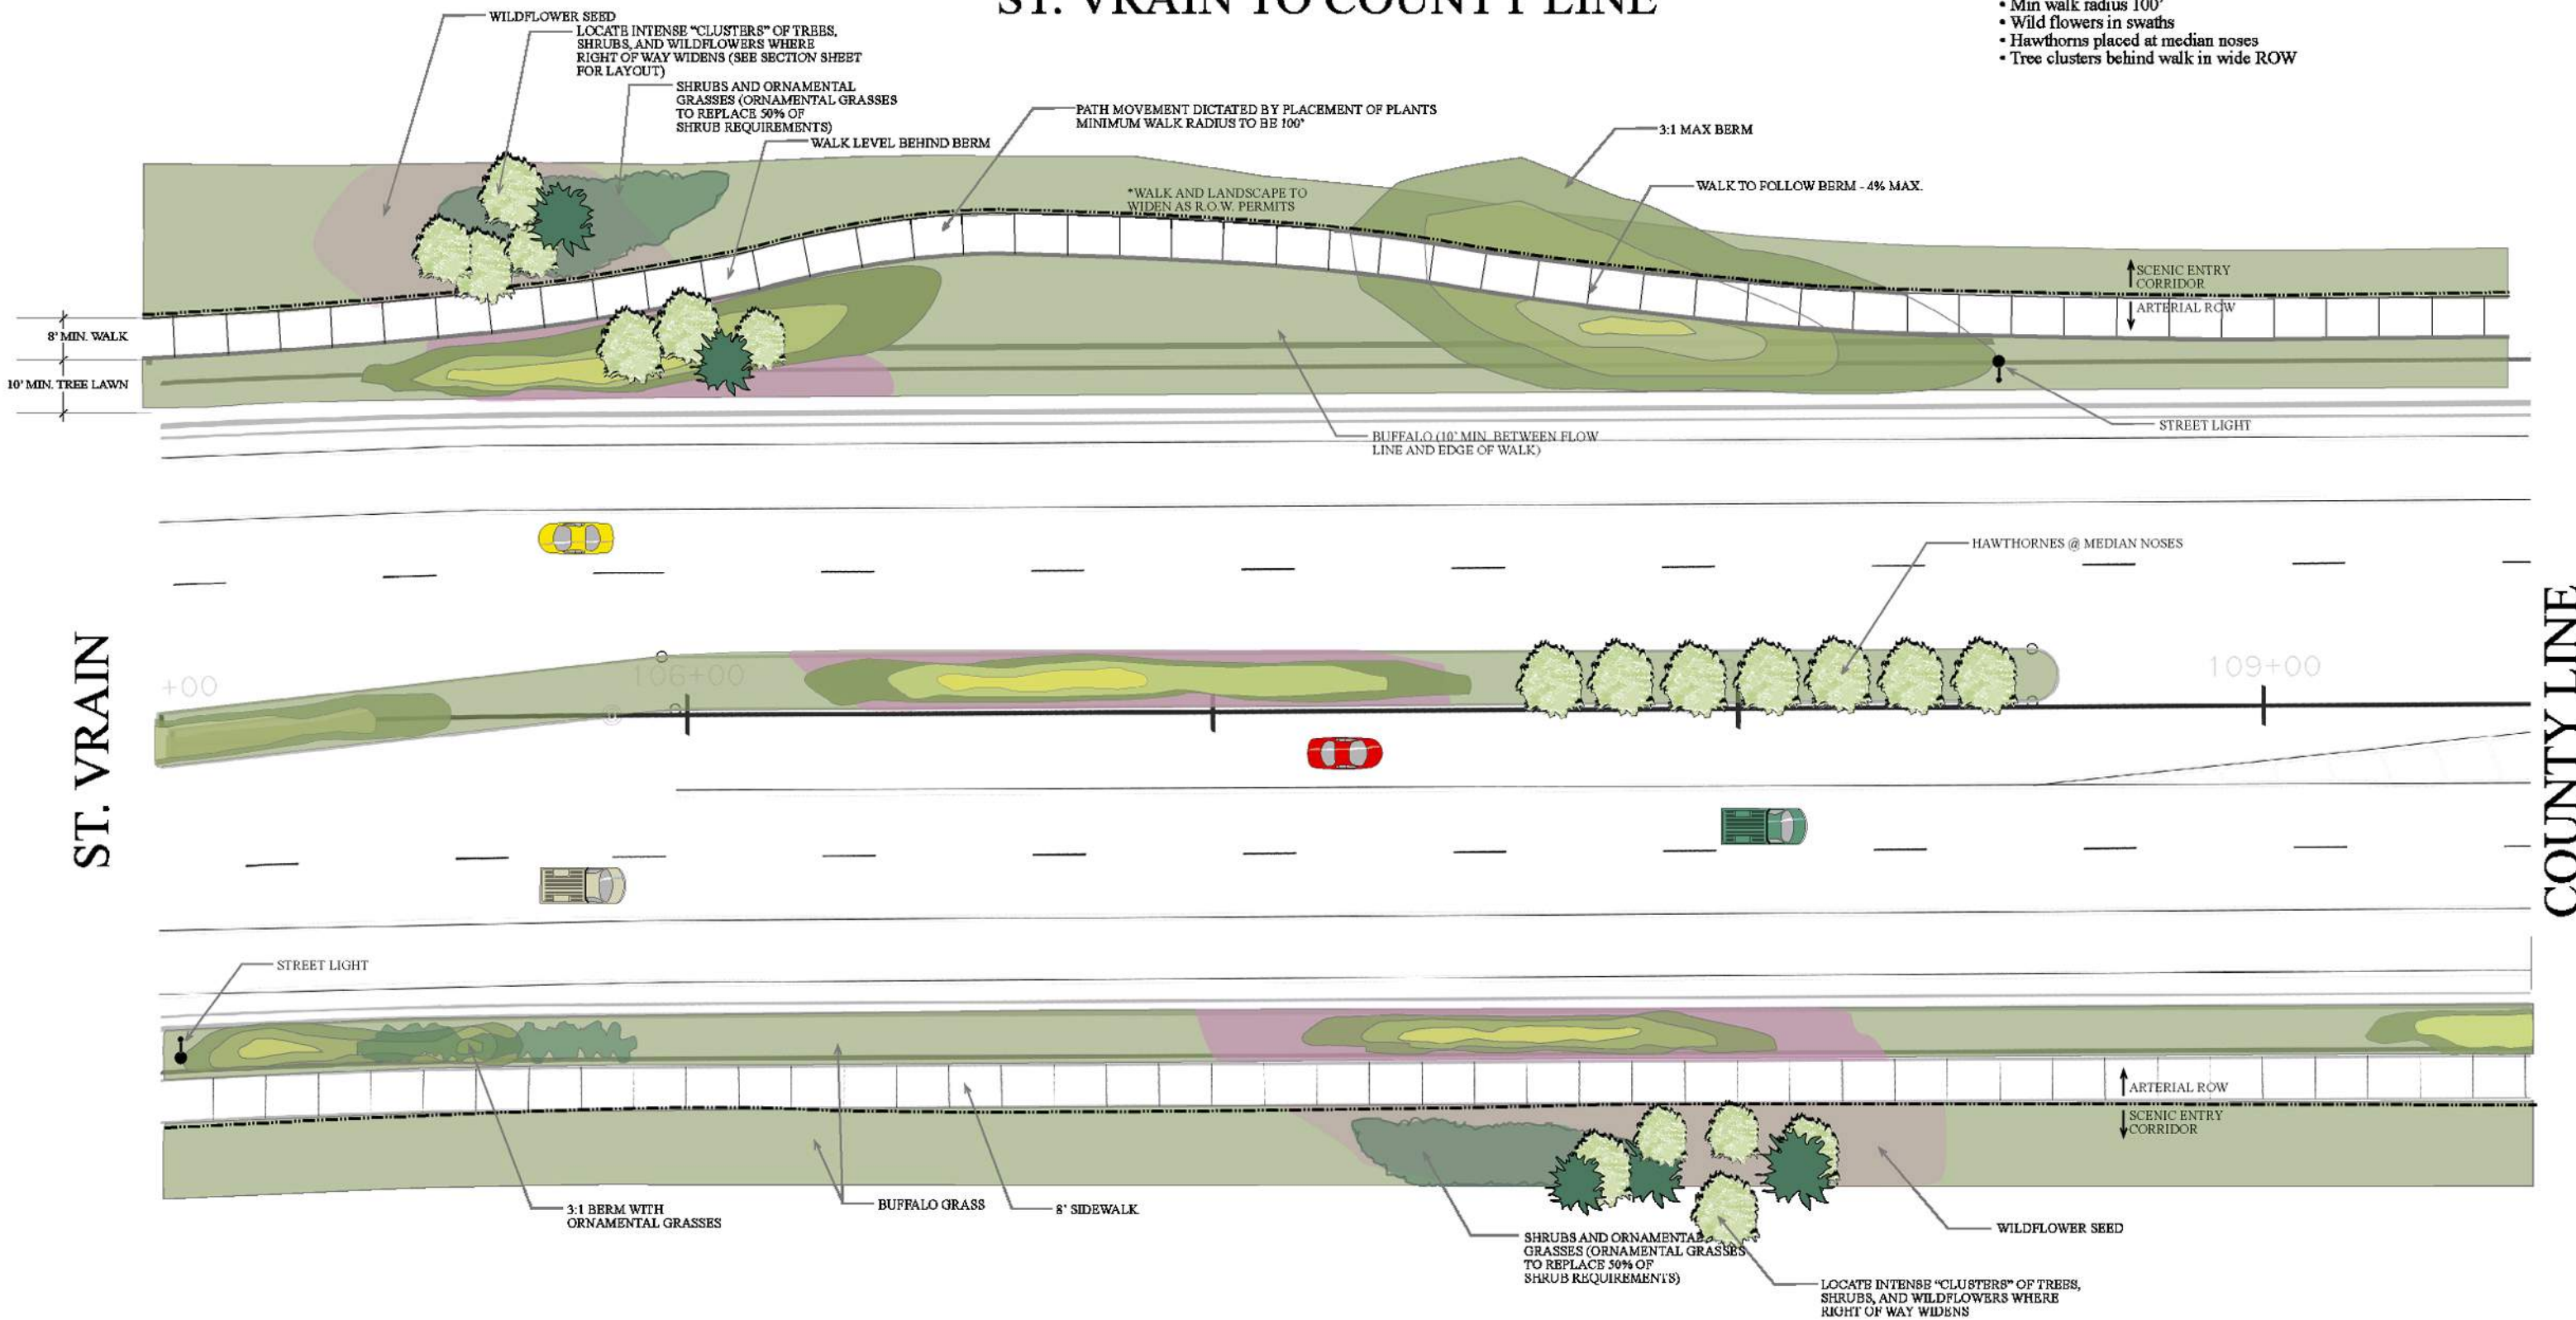 ST. VRAIN TO COUNTY LINE
• Min walk radius 100'
• Wild flowers in swaths
• Hawthorns placed at median noses
• Tree clusters behind walk in wide ROW
WILDFLOWER SEED
LOCATE INTENSE “CLUSTERS” OF TREES,
SHRUBS, AND WILDFLOWERS WHERE
RIGHT OF WAY WIDENS (SEE SECTION SHEET
FOR LAYOUT)
SHRUBS AND ORNAMENTAL
GRASSES (ORNAMENTAL GRASSES
TO REPLACE 50% OF
SHRUB REQUIREMENTS)
WALK LEVEL BEHIND BERM
PATH MOVEMENT DICTATED BY PLACEMENT OF PLANTS
MINIMUM WALK RADIUS TO BE 100'
3:1 MAX BERM
WALK TO FOLLOW BERM - 4% MAX.
*WALK AND LANDSCAPE TO
WIDEN AS R.O.W. PERMITS
SCENIC ENTRY
CORRIDOR
ARTERIAL ROW
8' MIN. WALK
10' MIN. TREE LAWN
STREET LIGHT
BUFFALO (10' MIN. BETWEEN FLOW
LINE AND EDGE OF WALK)
HAWTHORNES @ MEDIAN NOSES
ST. VRAIN
COUNTY LINE
+00
106+00
109+00
STREET LIGHT
ARTERIAL ROW
SCENIC ENTRY
CORRIDOR
3:1 BERM WITH
ORNAMENTAL GRASSES
BUFFALO GRASS
8' SIDEWALK
SHRUBS AND ORNAMENTAL
GRASSES (ORNAMENTAL GRASSES
TO REPLACE 50% OF
SHRUB REQUIREMENTS)
WILDFLOWER SEED
LOCATE INTENSE “CLUSTERS” OF TREES,
SHRUBS, AND WILDFLOWERS WHERE
RIGHT OF WAY WIDENS